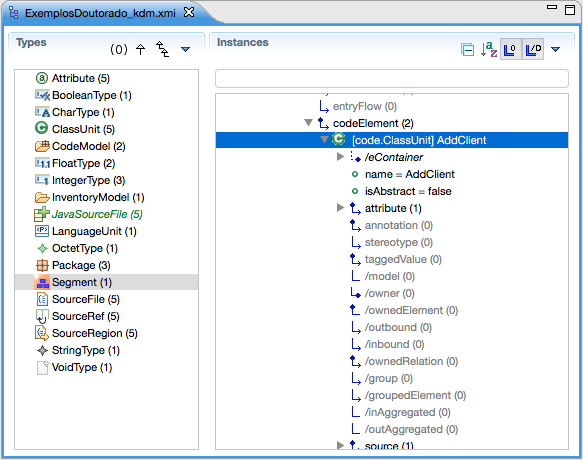 ExemplosDoutorado_kdm.xmi
Types
(0)
Attribute (5)
BooleanType (1)
CharType (1)
ClassUnit (5)
CodeModel (2)
FloatType (2)
IntegerType (3)
InventoryModel (1)
JavaSourceFile (5)
LanguageUnit (1)
OctetType (1)
Package (3)
Segment (1)
SourceFile (5)
SourceRef (5)
SourceRegion (5)
StringType (1)
VoidType (1)
Instances
entryFlow (0)
codeElement (2)
[code.ClassUnit] AddClient
/eContainer
name = AddClient
isAbstract = false
attribute (1)
annotation (0)
stereotype (0)
taggedValue (0)
/model (0)
/owner (0)
/ownedElement (0)
/outbound (0)
/inbound (0)
/ownedRelation (0)
/group (0)
/groupedElement (0)
/inAggregated (0)
/outAggregated (0)
source (1)